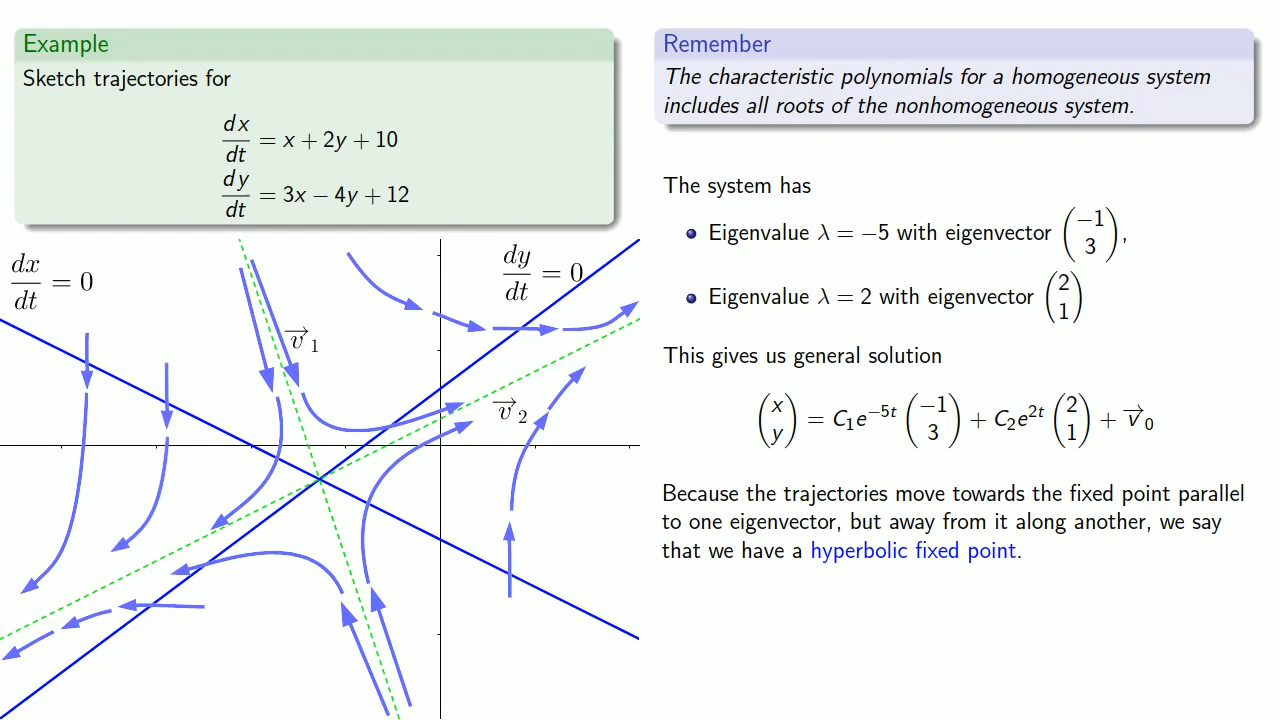 Example
Sketch trajectories for
dx/dt = x + 2y + 10
dy/dt = 3x − 4y + 12
dx/dt = 0
dy/dt = 0
v⃗₁
v⃗₂
Remember
The characteristic polynomials for a homogeneous system
includes all roots of the nonhomogeneous system.
The system has
• Eigenvalue λ = −5 with eigenvector (−1 3),
• Eigenvalue λ = 2 with eigenvector (2 1)
This gives us general solution
(x y) = C₁e^{−5t} (−1 3) + C₂e^{2t} (2 1) + v⃗₀
Because the trajectories move towards the fixed point parallel
to one eigenvector, but away from it along another, we say
that we have a hyperbolic fixed point.